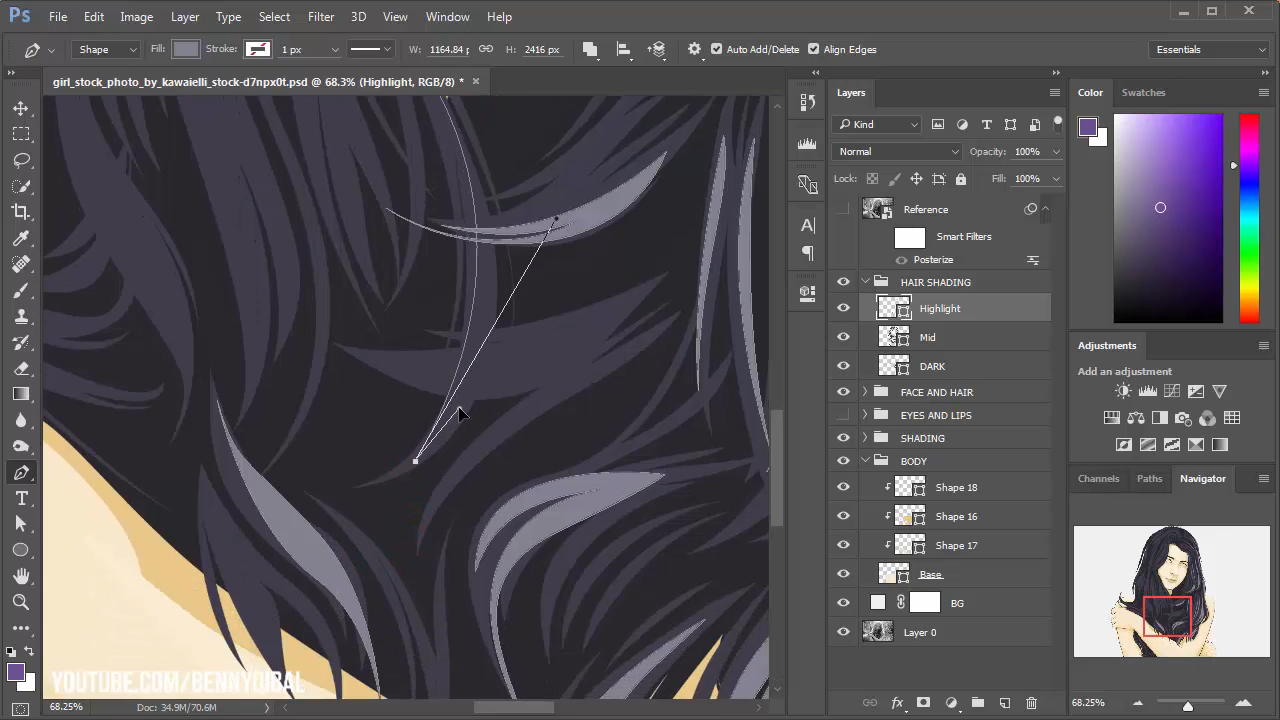 Ps File Edit Image Layer Type Select Filter 3D View Window Help
Shape Fill: Stroke: 1 px W: 1164.84 p H: 2416 px Auto Add/Delete Align Edges Essentials
girl_stock_photo_by_kawaielli_stock-d7npx0t.psd @ 68.3% (Highlight, RGB/8) *
Layers
Kind
Normal Opacity: 100%
Lock: Fill: 100%
Reference
Smart Filters
Posterize
HAIR SHADING
Highlight
Mid
DARK
FACE AND HAIR
EYES AND LIPS
SHADING
BODY
Shape 18
Shape 16
Shape 17
Base
BG
Layer 0
Color Swatches
Adjustments
Add an adjustment
Channels Paths Navigator
68.25%
YOUTUBE.COM/BENNYQIBAL
68.25% Doc: 34.9M/70.6M